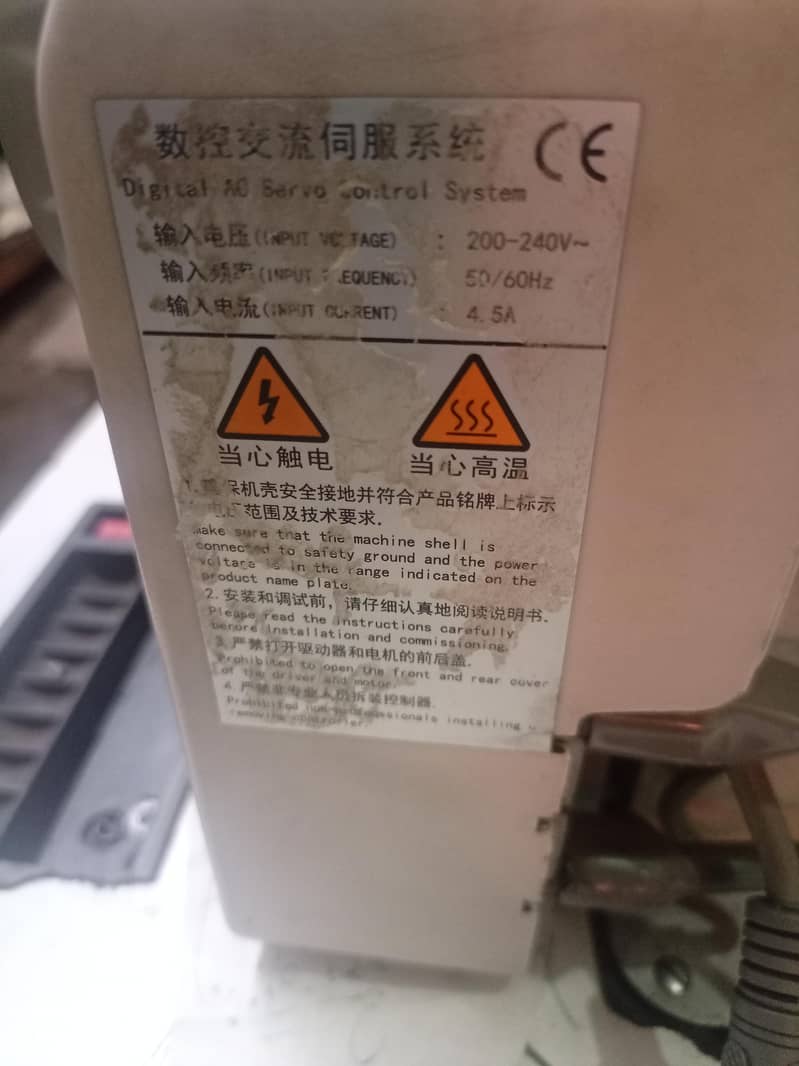 数控交流伺服系统 CE
Digital AC Servo Control System
输入电压(INPUT VOLTAGE) : 200-240V~
输入频率(INPUT FREQUENCY) 50/60Hz
输入电流(INPUT CURRENT) : 4.5A
当心触电 当心高温
1. 保机壳安全接地并符合产品铭牌上标示
电压范围及技术要求.
make sure that the machine shell is
connected to safety ground and the power
voltare is in the range indicated on the
product name plate.
2.安装和调试前,请仔细认真地阅读说明书.
Please read the instructions carefully
berore installation and commissioning.
3.严禁打开驱动器和电机的前后盖.
Prohibited to open the front and rear cover
of the driver and motor.
4.严禁非专业人员拆装控制器.
Prohibited non-professionals installing
removing controller.